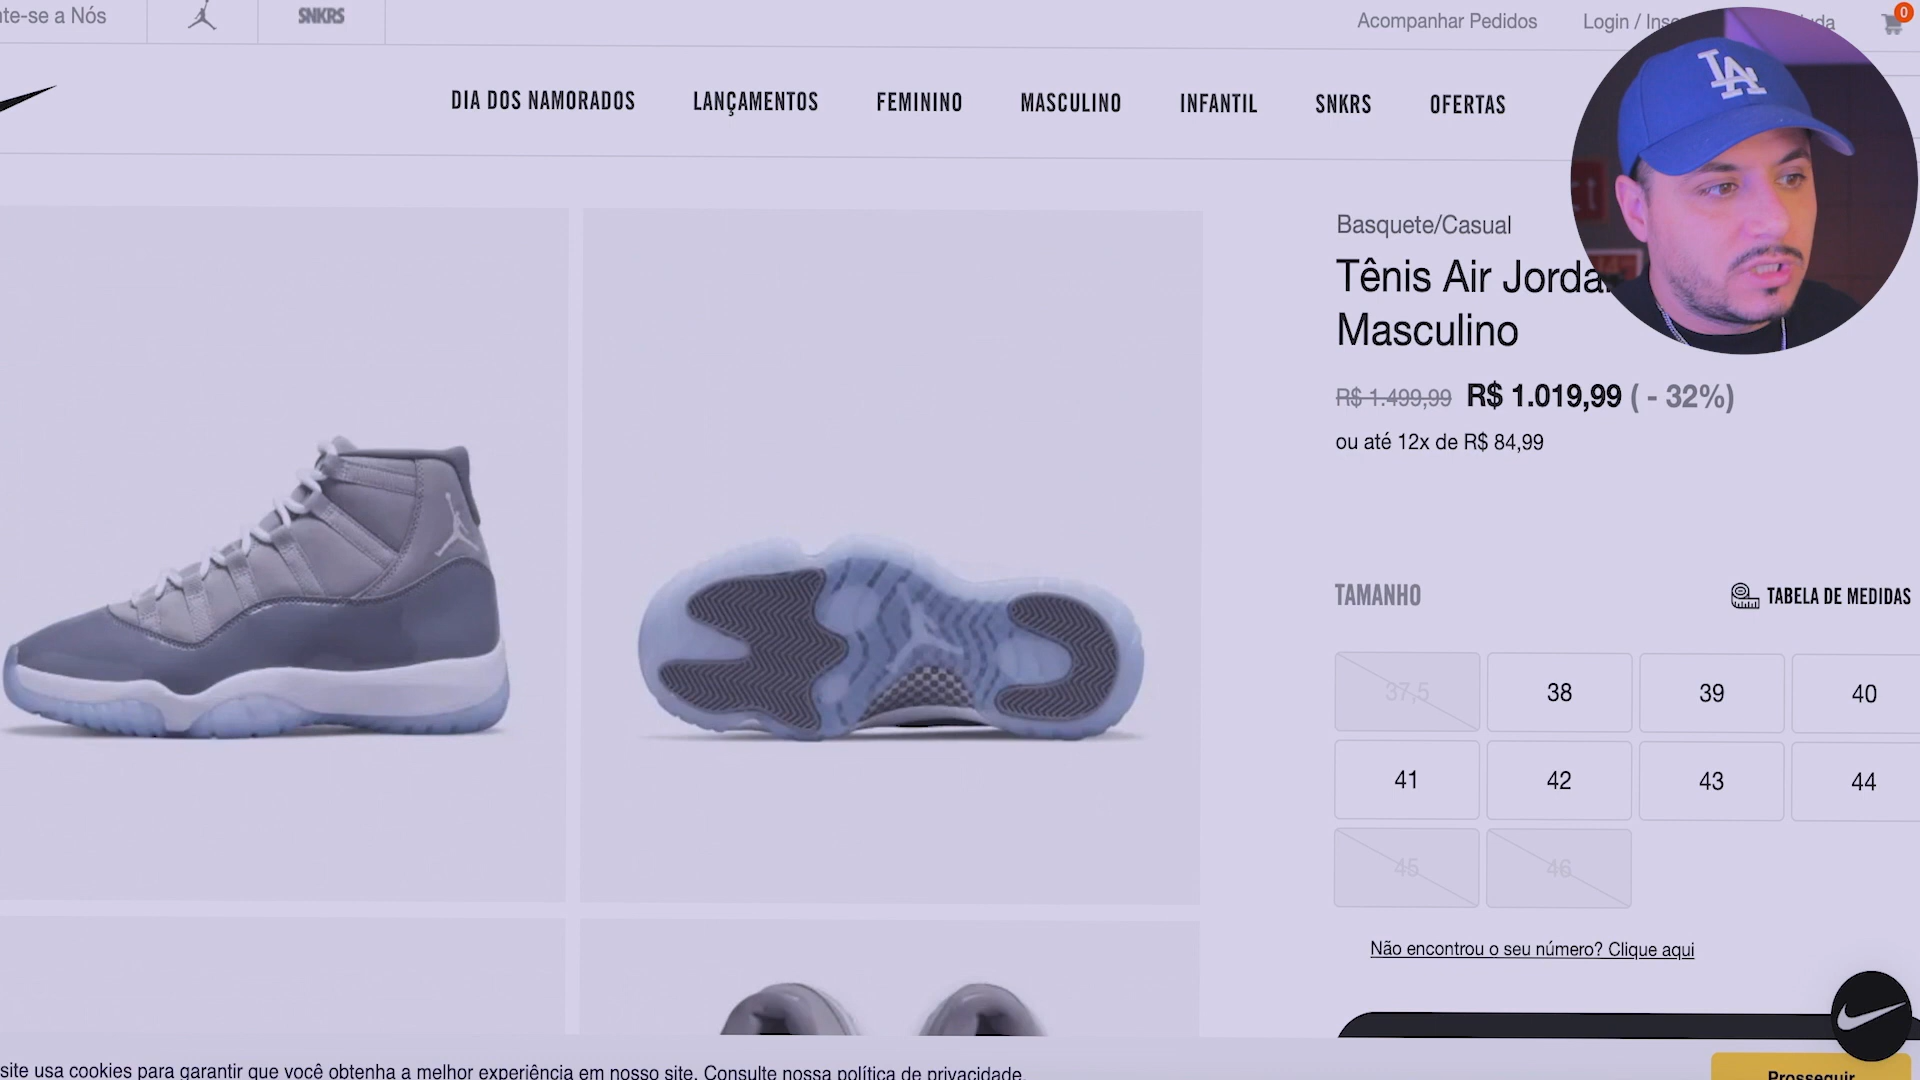 nte-se a Nós
SNKRS
Acompanhar Pedidos
Login /
0
DIA DOS NAMORADOS
LANÇAMENTOS
FEMININO
MASCULINO
INFANTIL
SNKRS
OFERTAS
LA
Basquete/Casual
Tênis Air Jorda
Masculino
R$ 1.499,99 R$ 1.019,99 ( - 32%)
ou até 12x de R$ 84,99
TAMANHO
TABELA DE MEDIDAS
37,5
38
39
40
41
42
43
44
45
46
Não encontrou o seu número? Clique aqui
site usa cookies para garantir que você obtenha a melhor experiência em nosso site. Consulte nossa política de privacidade.
Prosseguir